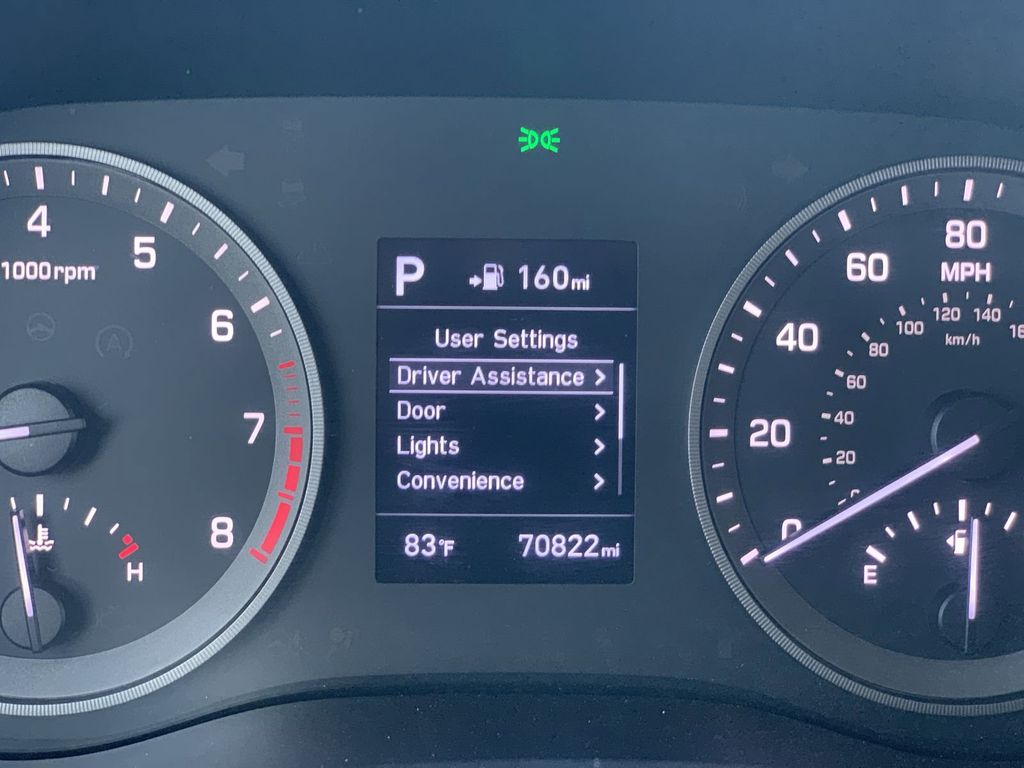 4
5
6
7
8
1000rpm
A
H
P 160mi
User Settings
Driver Assistance >
Door >
Lights >
Convenience >
83°F 70822mi
0
20
40
60
80
MPH
20
40
60
80
100
120
140
km/h
E